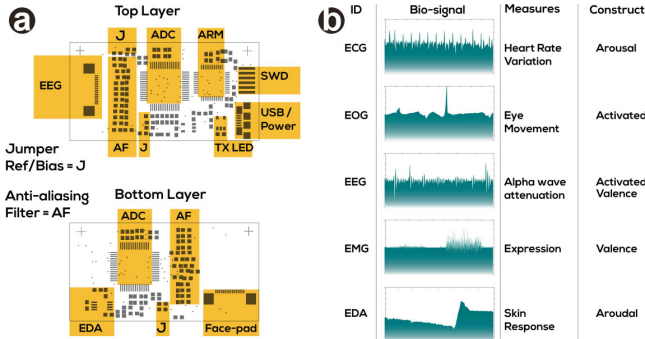 a
Top Layer
J
ADC
ARM
EEG
SWD
USB /
Power
AF
J
TX LED
Jumper
Ref/Bias = J
Anti-aliasing
Filter = AF
Bottom Layer
ADC
AF
EDA
J
Face-pad
b
ID Bio-signal Measures Construct
ECG Heart Rate Arousal
Variation
EOG Eye Activated
Movement
EEG Alpha wave Activated
attenuation Valence
EMG Expression Valence
EDA Skin Aroudal
Response